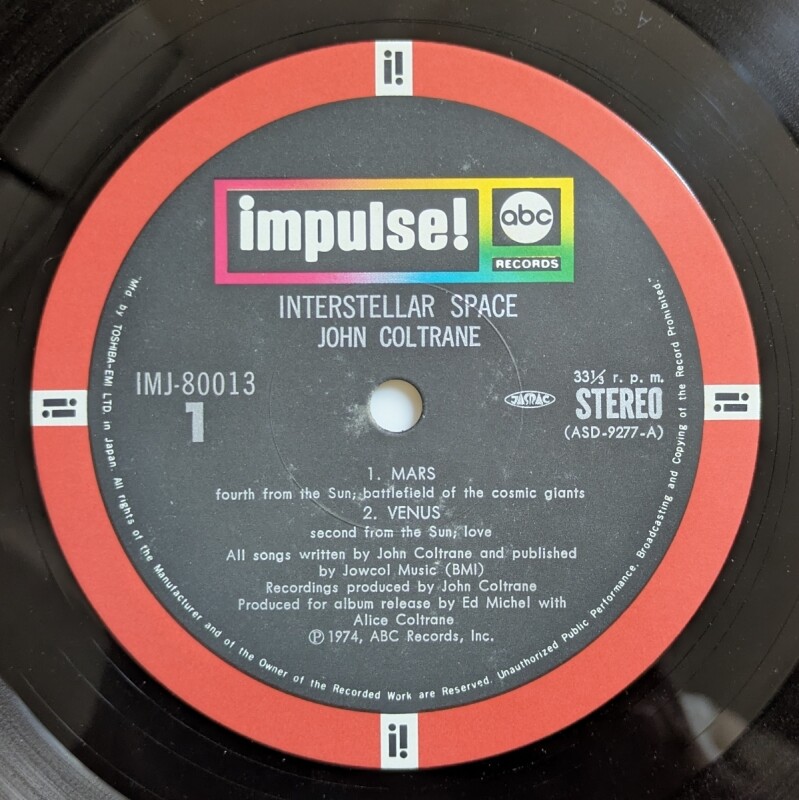 i!
impulse!
abc
RECORDS
INTERSTELLAR SPACE
JOHN COLTRANE
IMJ-80013
1
JASRAC
33⅓ r. p. m.
STEREO
(ASD-9277-A)
i!
i!
1. MARS
fourth from the Sun; battlefield of the cosmic giants
2. VENUS
second from the Sun; love
All songs written by John Coltrane and published
by Jowcol Music (BMI)
Recordings produced by John Coltrane
Produced for album release by Ed Michel with
Alice Coltrane
Ⓟ1974, ABC Records, Inc.
"Mfd by TOSHIBA-EMI LTD. in Japan. All rights of the Manufacturer and of the Owner of the Recorded Work are Reserved. Unauthorized Public Performance. Broadcasting and Copying of the Record Prohibited."
i!